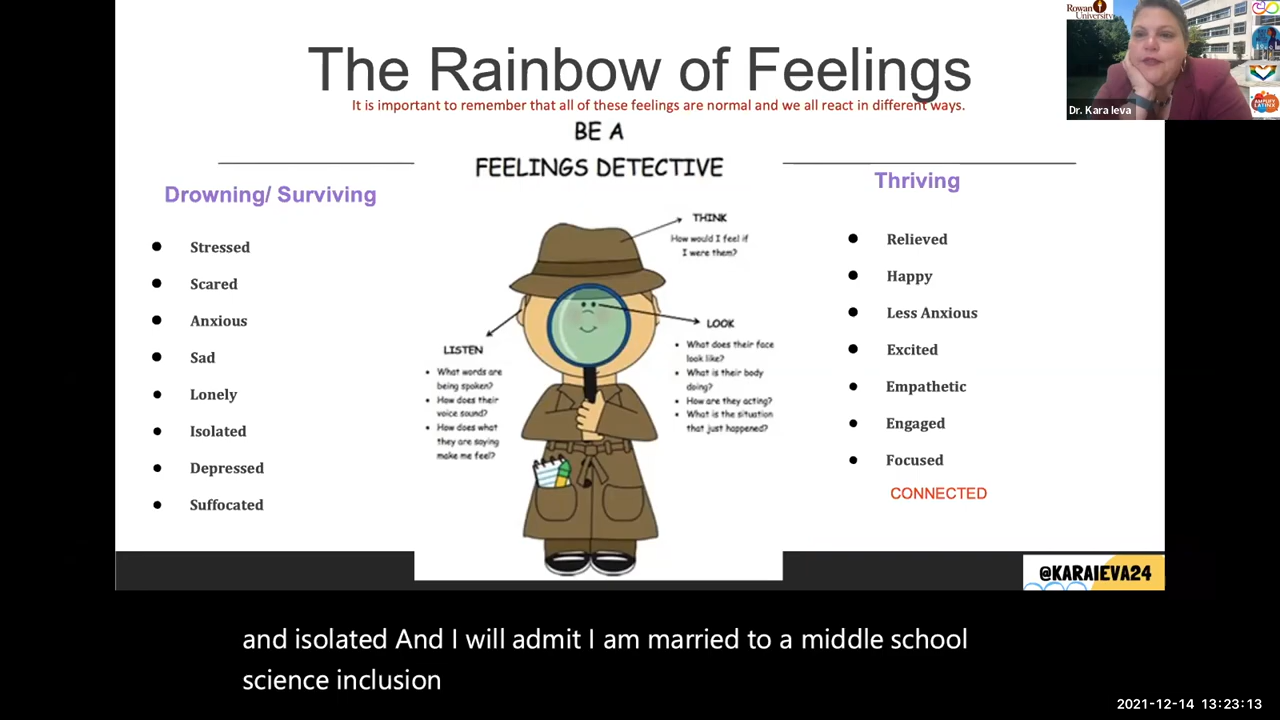 The Rainbow of Feelings
It is important to remember that all of these feelings are normal and we all react in different ways.
BE A
FEELINGS DETECTIVE
Drowning/ Surviving
Stressed
Scared
Anxious
Sad
Lonely
Isolated
Depressed
Suffocated
THINK
How would I feel if
I were them?
LISTEN
What words are
being spoken?
How does their
voice sound?
How does what
they are saying
make me feel?
LOOK
What does their face
look like?
What is their body
doing?
How are they acting?
What is the situation
that just happened?
Thriving
Relieved
Happy
Less Anxious
Excited
Empathetic
Engaged
Focused
CONNECTED
@KARAIEVA24
Rowan
University
Dr. Kara Ieva
AMPLIFY
LATINX
and isolated And I will admit I am married to a middle school
science inclusion
2021-12-14 13:23:13